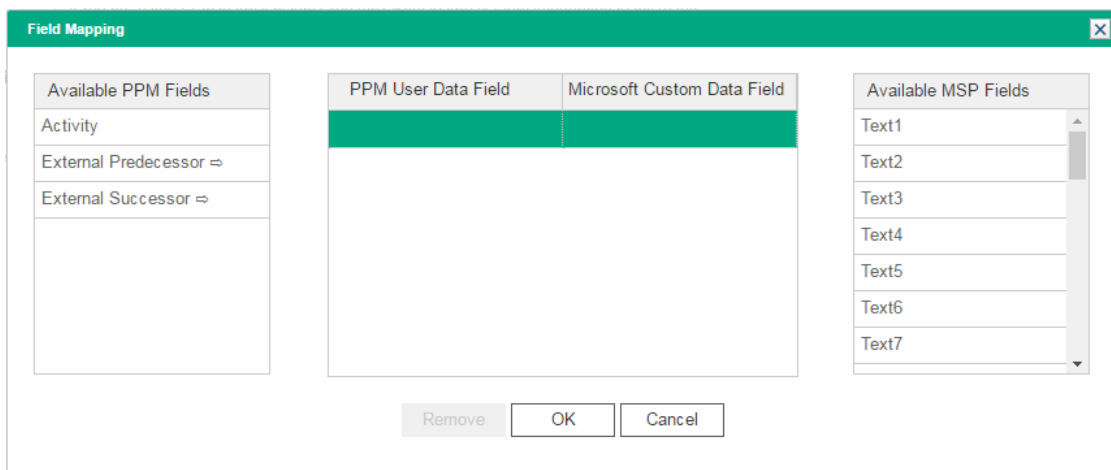 Field Mapping
Available PPM Fields
Activity
External Predecessor ⇨
External Successor ⇨
PPM User Data Field Microsoft Custom Data Field
Available MSP Fields
Text1
Text2
Text3
Text4
Text5
Text6
Text7
Remove OK Cancel